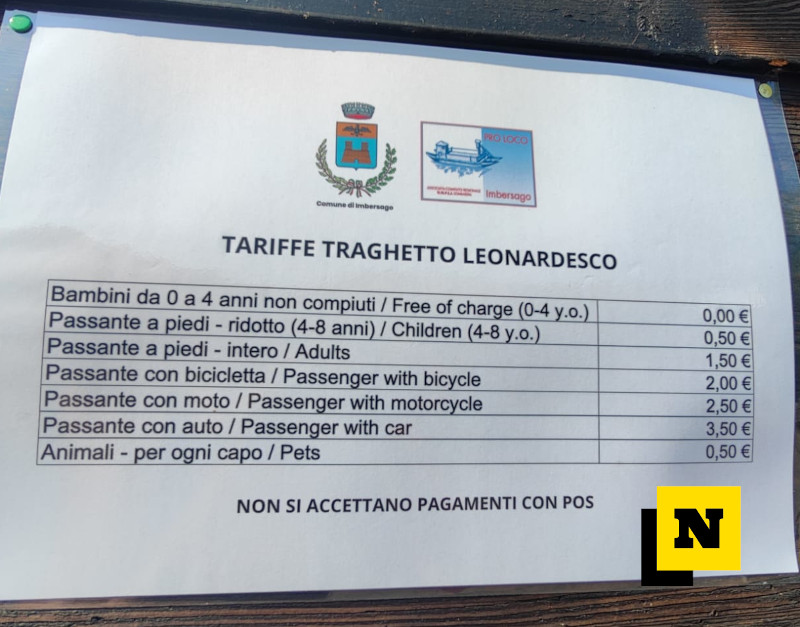 Comune di Imbersago
PRO LOCO
Imbersago
TARIFFE TRAGHETTO LEONARDESCO
Bambini da 0 a 4 anni non compiuti / Free of charge (0-4 y.o.) 0,00 €
Passante a piedi - ridotto (4-8 anni) / Children (4-8 y.o.) 0,50 €
Passante a piedi - intero / Adults 1,50 €
Passante con bicicletta / Passenger with bicycle 2,00 €
Passante con moto / Passenger with motorcycle 2,50 €
Passante con auto / Passenger with car 3,50 €
Animali - per ogni capo / Pets 0,50 €
NON SI ACCETTANO PAGAMENTI CON POS
N